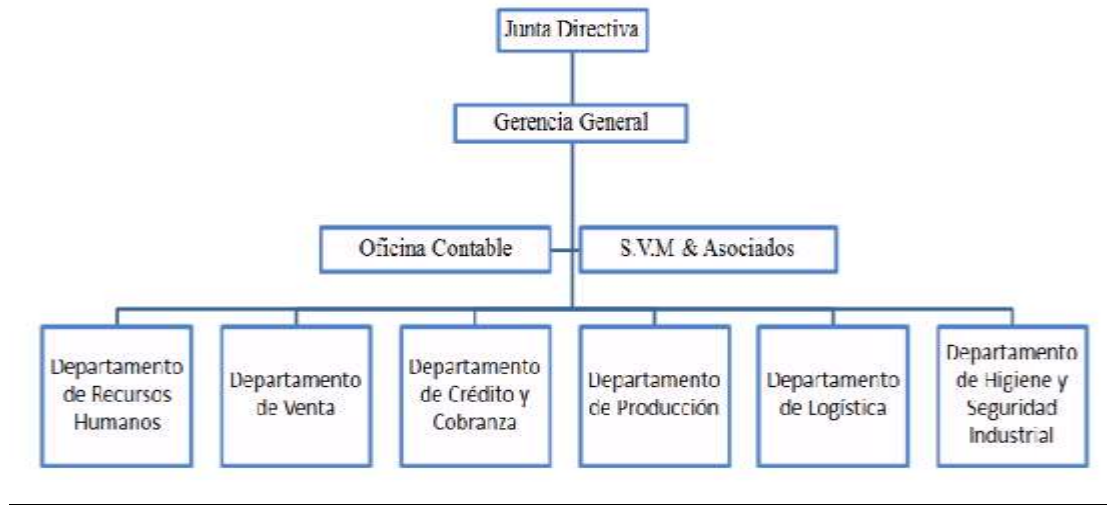 Junta Directiva
Gerencia General
Oficina Contable
S.V.M & Asociados
Departamento
de Recursos
Humanos
Departamento
de Venta
Departamento
de Crédito y
Cobranza
Departamento
de Producción
Departamento
de Logística
Departamento
de Higiene y
Seguridad
Industrial